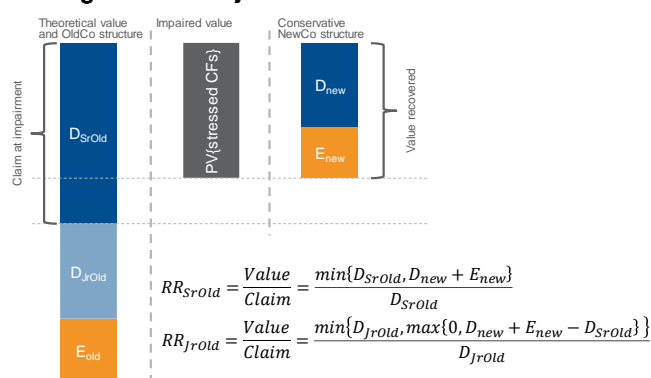 Theoretical value
and OldCo structure
Impaired value
Conservative
NewCo structure
Claim at impairment
D_SrOld
PV{stressed CFs}
D_new
E_new
Value recovered
D_JrOld
E_old
RR_SrOld = Value / Claim = min{D_SrOld, D_new + E_new} / D_SrOld
RR_JrOld = Value / Claim = min{D_JrOld, max{0, D_new + E_new − D_SrOld}} / D_JrOld